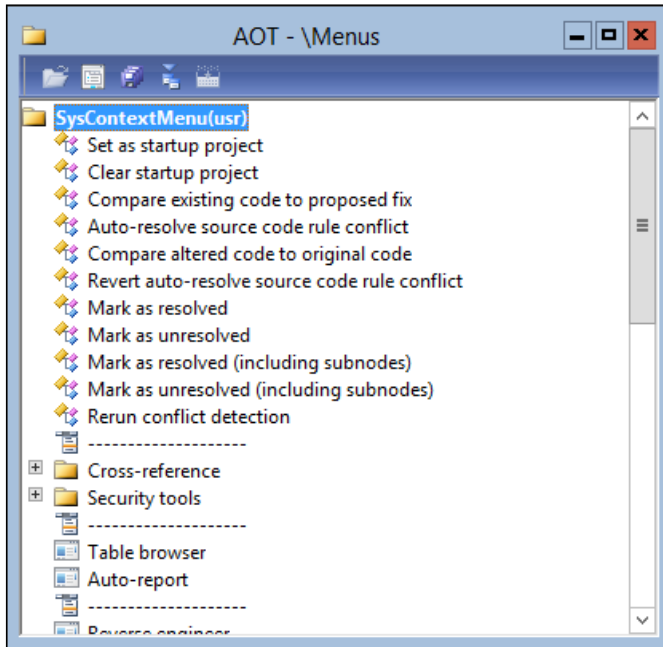 AOT - \Menus
SysContextMenu(usr)
Set as startup project
Clear startup project
Compare existing code to proposed fix
Auto-resolve source code rule conflict
Compare altered code to original code
Revert auto-resolve source code rule conflict
Mark as resolved
Mark as unresolved
Mark as resolved (including subnodes)
Mark as unresolved (including subnodes)
Rerun conflict detection
--------------------
Cross-reference
Security tools
--------------------
Table browser
Auto-report
--------------------
Reverse engineer